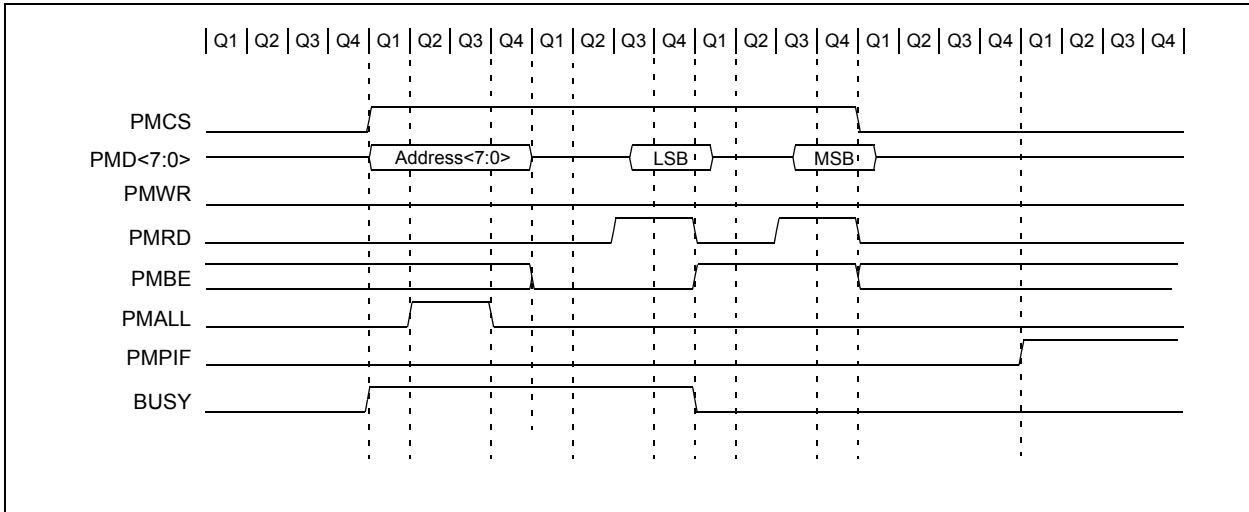 Q1 Q2 Q3 Q4 Q1 Q2 Q3 Q4 Q1 Q2 Q3 Q4 Q1 Q2 Q3 Q4 Q1 Q2 Q3 Q4 Q1 Q2 Q3 Q4
PMCS
PMD<7:0> Address<7:0> LSB MSB
PMWR
PMRD
PMBE
PMALL
PMPIF
BUSY